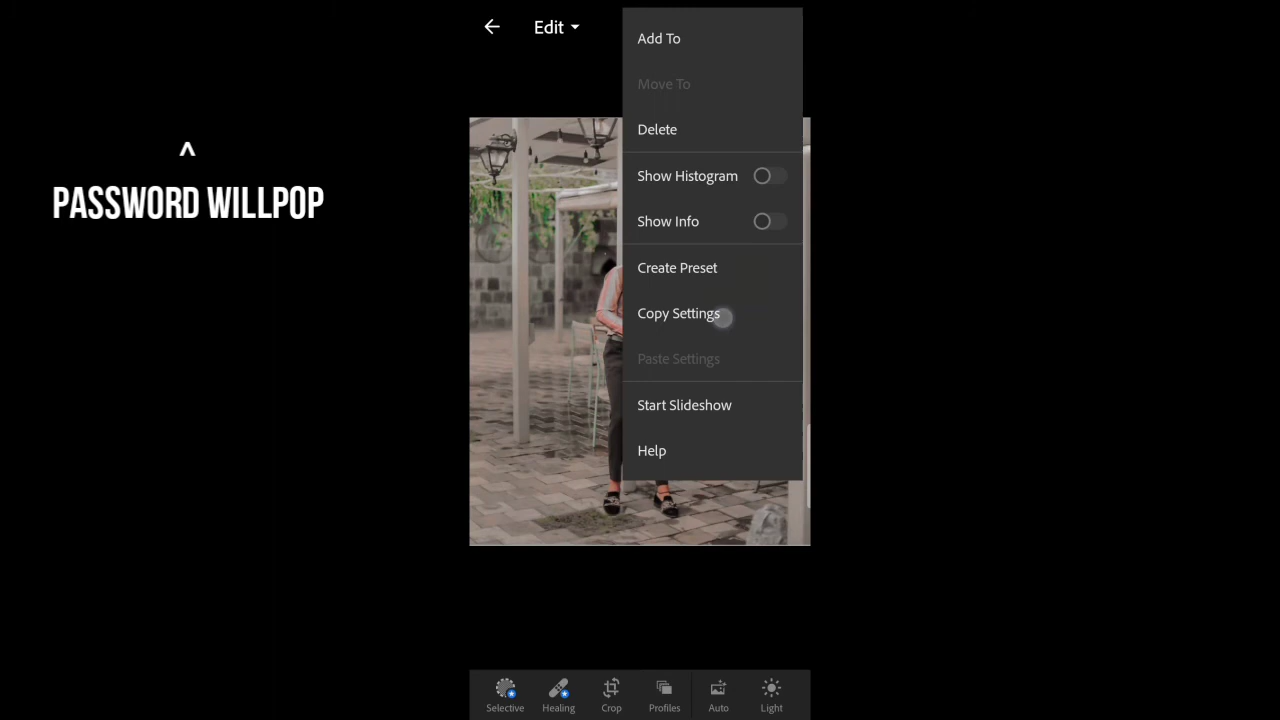 ^
PASSWORD WILLPOP
Edit
Add To
Move To
Delete
Show Histogram
Show Info
Create Preset
Copy Settings
Paste Settings
Start Slideshow
Help
Selective
Healing
Crop
Profiles
Auto
Light